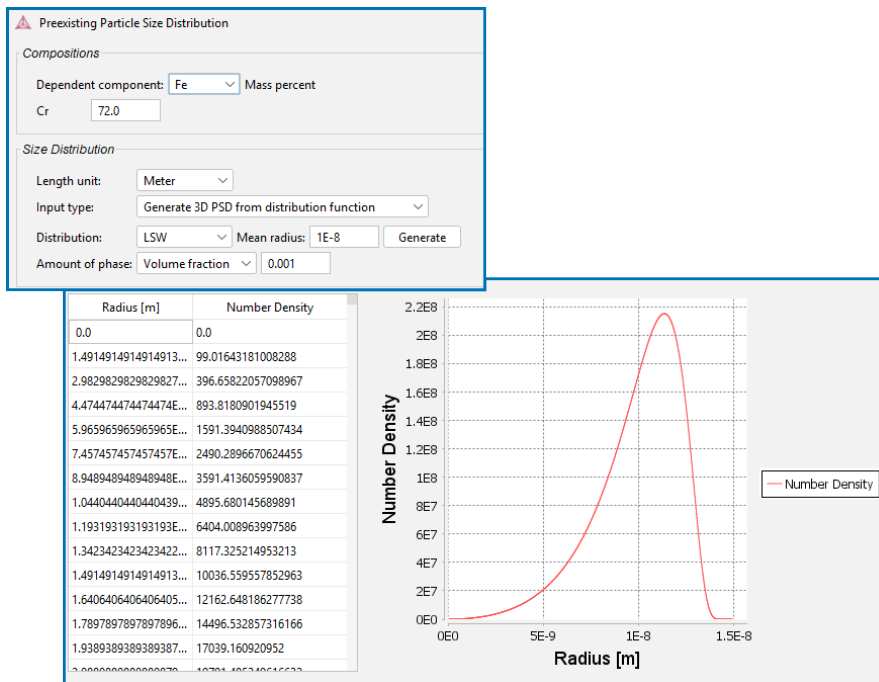 Preexisting Particle Size Distribution
Compositions
Dependent component: Fe Mass percent
Cr 72.0
Size Distribution
Length unit: Meter
Input type: Generate 3D PSD from distribution function
Distribution: LSW Mean radius: 1E-8 Generate
Amount of phase: Volume fraction 0.001
Radius [m] Number Density
0.0 0.0
1.4914914914914913... 99.01643181008288
2.9829829829829827... 396.65822057098967
4.474474474474474E... 893.8180901945519
5.965965965965965E... 1591.3940988507434
7.457457457457457E... 2490.2896670624455
8.948948948948948E... 3591.4136059590837
1.0440440440440439... 4895.680145689891
1.193193193193193E... 6404.008963997586
1.3423423423423422... 8117.325214953213
1.4914914914914913... 10036.559557852963
1.6406406406406405... 12162.648186277738
1.7897897897897896... 14496.532857316166
1.9389389389389387... 17039.160920952
2.2E8
2E8
1.8E8
1.6E8
1.4E8
1.2E8
1E8
8E7
6E7
4E7
2E7
0E0
Number Density
0E0 5E-9 1E-8 1.5E-8
Radius [m]
Number Density